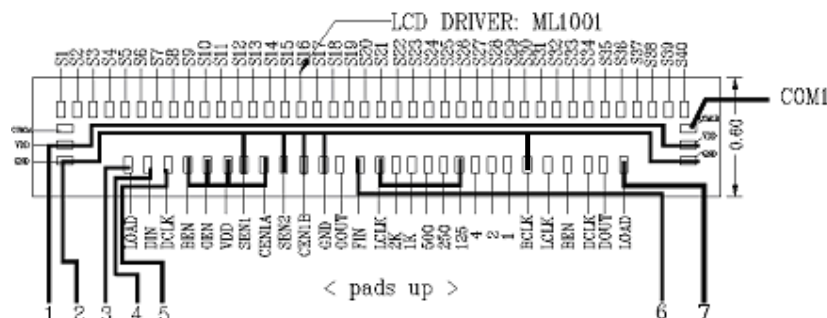 LCD DRIVER: ML1001
S1 S2 S3 S4 S5 S6 S7 S8 S9 S10 S11 S12 S13 S14 S15 S16 S17 S18 S19 S20 S21 S22 S23 S24 S25 S26 S27 S28 S29 S30 S31 S32 S33 S34 S35 S36 S37 S38 S39 S40
COM1
VDD
GND
0.60
LOAD DIN DCLK BEN OEN VDD SEN1 CEN1A SEN2 CEN1B GND OOUT FIN LCLK 2K 1K 500 250 125 4 2 1 BCLK LCLK BEN DCLK DOUT LOAD
< pads up >
1 2 3 4 5 6 7